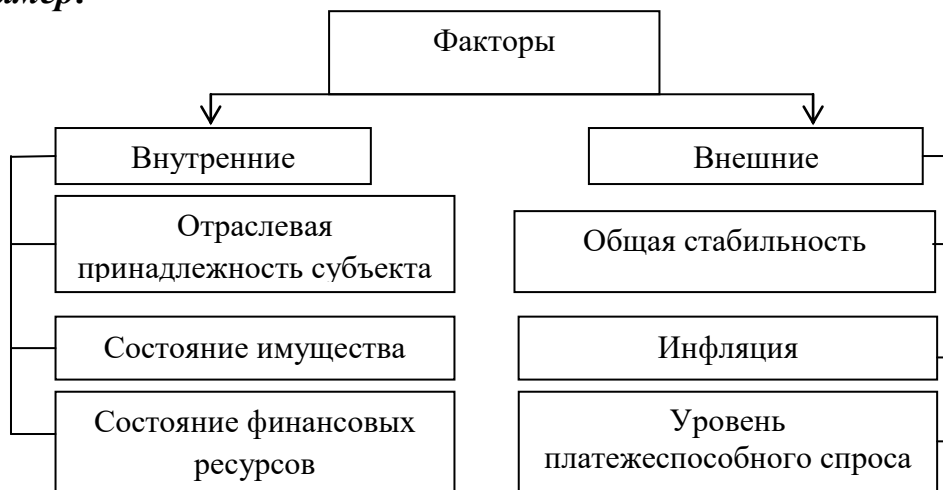 Факторы
Внутренние
Внешние
Отраслевая
принадлежность субъекта
Общая стабильность
Состояние имущества
Инфляция
Состояние финансовых
ресурсов
Уровень
платежеспособного спроса